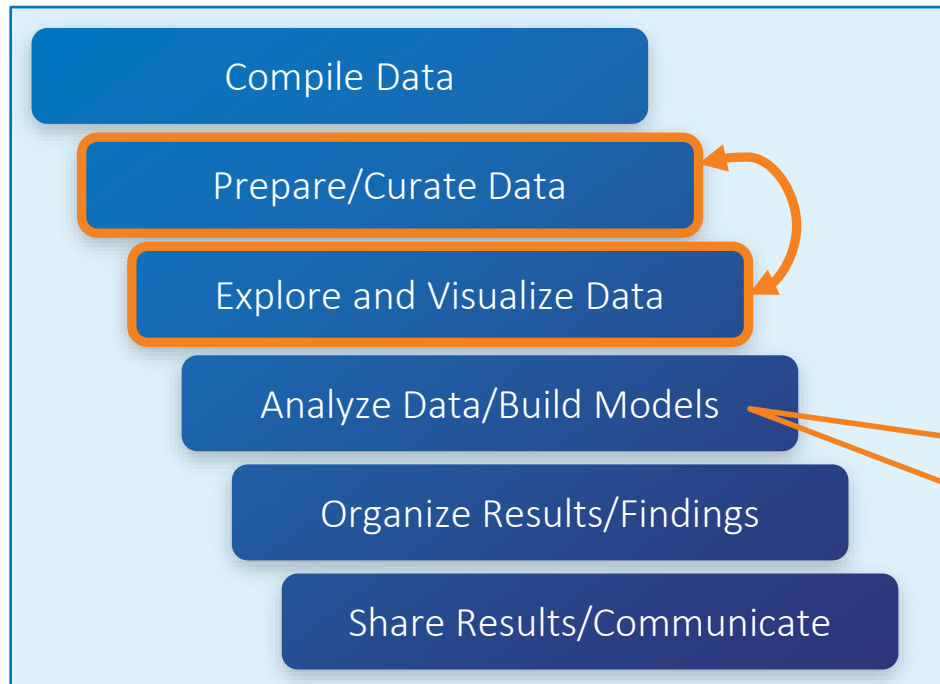 Compile Data
Prepare/Curate Data
Explore and Visualize Data
Analyze Data/Build Models
Organize Results/Findings
Share Results/Communicate